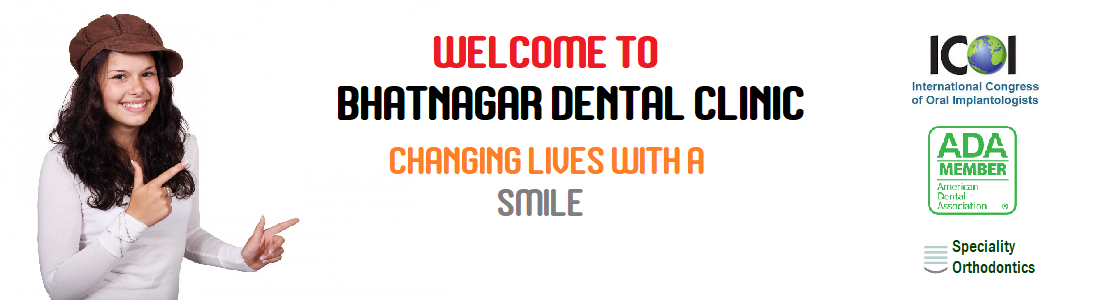 WELCOME TO
BHATNAGAR DENTAL CLINIC
CHANGING LIVES WITH A
SMILE
ICOI
International Congress
of Oral Implantologists
ADA
MEMBER
American
Dental
Association ®
Speciality
Orthodontics